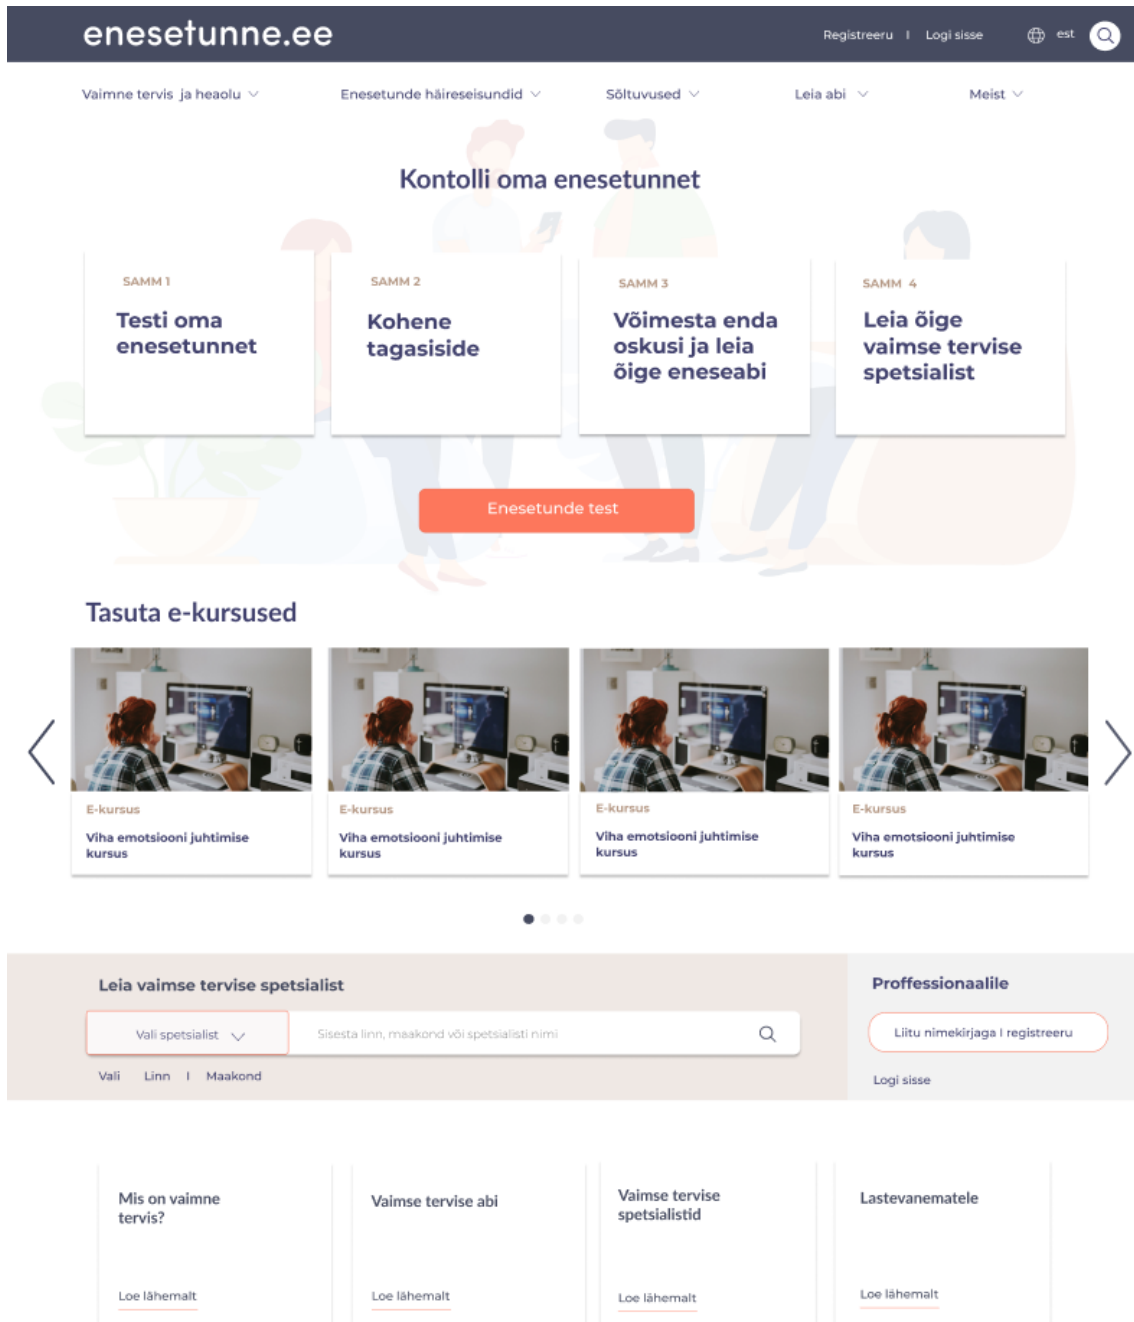 enesetunne.ee
Registreeru I Logi sisse est
Vaimne tervis ja heaolu Enesetunde häireseisundid Sõltuvused Leia abi Meist
Kontolli oma enesetunnet
SAMM 1
Testi oma
enesetunnet
SAMM 2
Kohene
tagasiside
SAMM 3
Võimesta enda
oskusi ja leia
õige eneseabi
SAMM 4
Leia õige
vaimse tervise
spetsialist
Enesetunde test
Tasuta e-kursused
E-kursus
Viha emotsiooni juhtimise
kursus
E-kursus
Viha emotsiooni juhtimise
kursus
E-kursus
Viha emotsiooni juhtimise
kursus
E-kursus
Viha emotsiooni juhtimise
kursus
Leia vaimse tervise spetsialist
Vali spetsialist
Sisesta linn, maakond või spetsialisti nimi
Vali Linn I Maakond
Proffessionaalile
Liitu nimekirjaga I registreeru
Logi sisse
Mis on vaimne
tervis?
Loe lähemalt
Vaimse tervise abi
Loe lähemalt
Vaimse tervise
spetsialistid
Loe lähemalt
Lastevanematele
Loe lähemalt